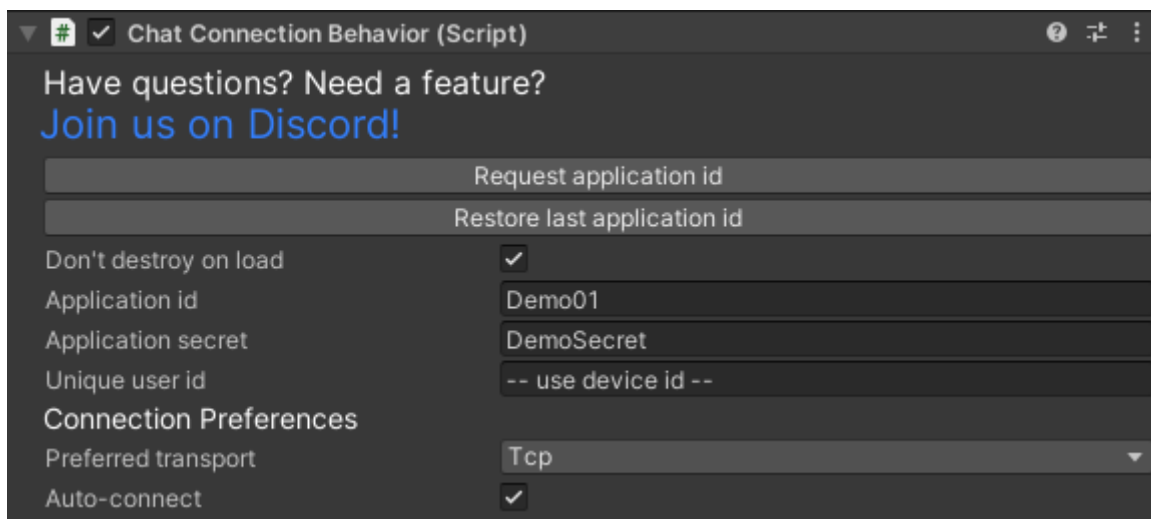 # Chat Connection Behavior (Script)
Have questions? Need a feature?
Join us on Discord!
Request application id
Restore last application id
Don't destroy on load
Application id Demo01
Application secret DemoSecret
Unique user id -- use device id --
Connection Preferences
Preferred transport Tcp
Auto-connect